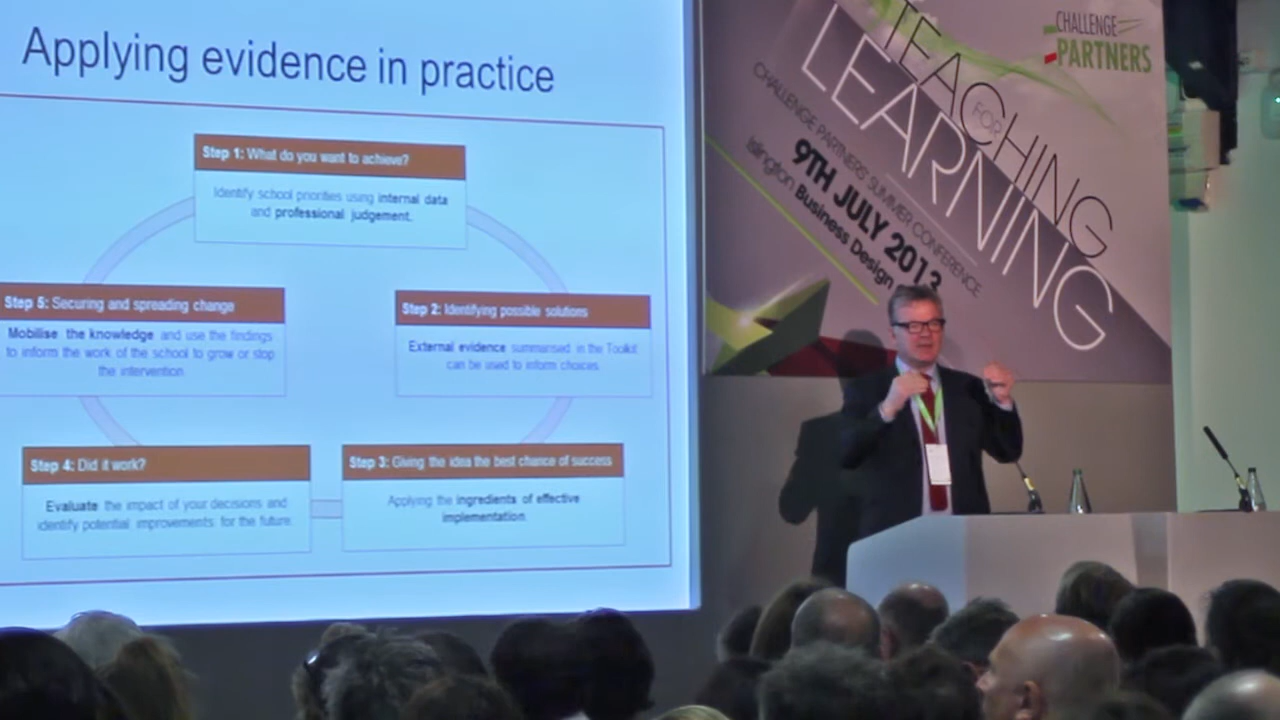 Applying evidence in practice
Step 1: What do you want to achieve?
Identify school priorities using internal data
and professional judgement.
Step 5: Securing and spreading change
Mobilise the knowledge and use the findings
to inform the work of the school to grow or stop
the intervention
Step 2: Identifying possible solutions
External evidence summarised in the Toolkit
can be used to inform choices
Step 4: Did it work?
Evaluate the impact of your decisions and
identify potential improvements for the future
Step 3: Giving the idea the best chance of success
Applying the ingredients of effective
implementation
CHALLENGE
PARTNERS
TEACHING
FOR
LEARNING
CHALLENGE PARTNERS' SUMMER CONFERENCE
9TH JULY 2013
Islington Business Design